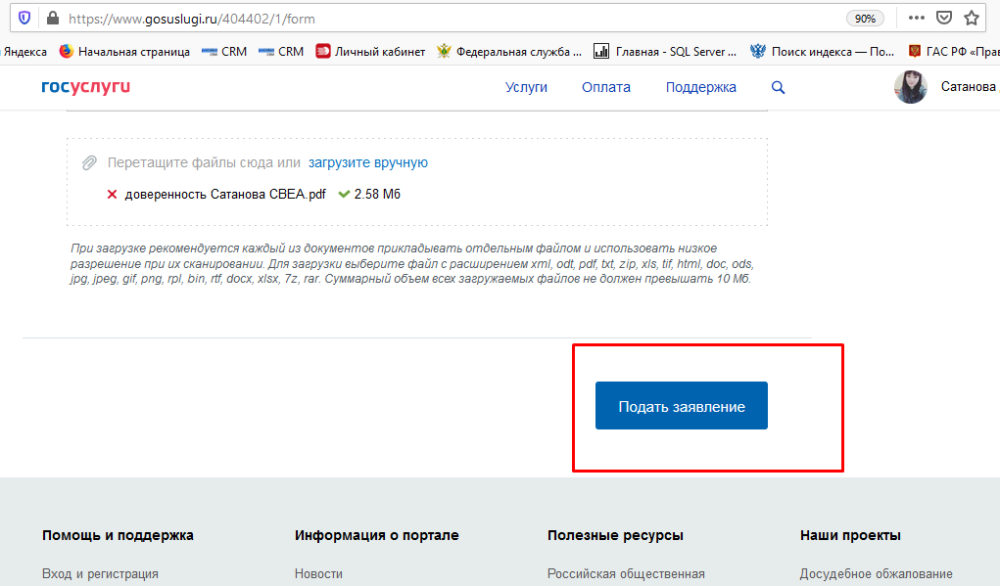 https://www.gosuslugi.ru/404402/1/form 90%
Яндекса Начальная страница CRM CRM Личный кабинет Федеральная служба ... Главная - SQL Server ... Поиск индекса — По... ГАС РФ «Прав
госуслуги Услуги Оплата Поддержка Сатанова
Перетащите файлы сюда или загрузите вручную
доверенность Сатанова СВЕА.pdf 2.58 Мб
При загрузке рекомендуется каждый из документов прикладывать отдельным файлом и использовать низкое
разрешение при их сканировании. Для загрузки выберите файл с расширением xml, odt, pdf, txt, zip, xls, tif, html, doc, ods,
jpg, jpeg, gif, png, rpl, bin, rtf, docx, xlsx, 7z, rar. Суммарный объем всех загружаемых файлов не должен превышать 10 Мб.
Подать заявление
Помощь и поддержка Информация о портале Полезные ресурсы Наши проекты
Вход и регистрация Новости Российская общественная Досудебное обжалование